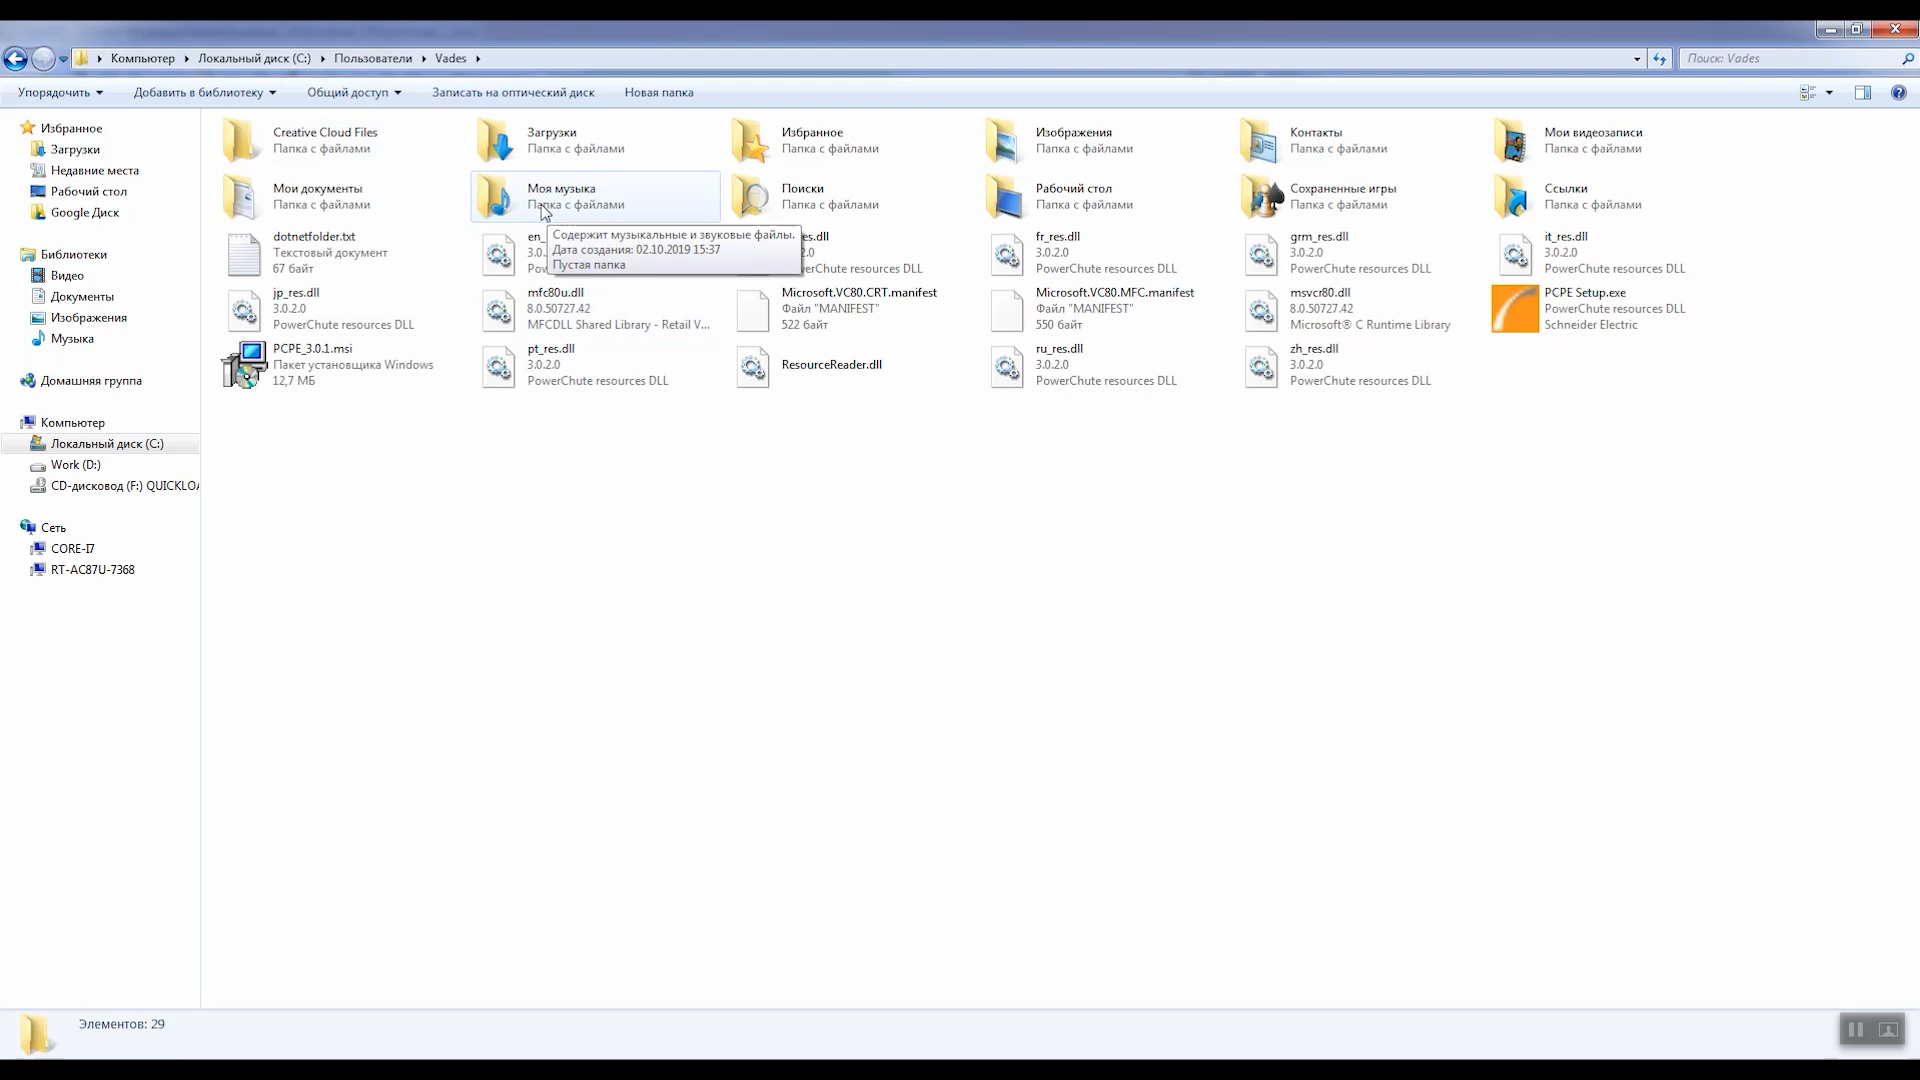 Компьютер
Локальный диск (C:)
Пользователи
Vades
Поиск: Vades
Упорядочить
Добавить в библиотеку
Общий доступ
Записать на оптический диск
Новая папка
Избранное
Загрузки
Недавние места
Рабочий стол
Google Диск
Библиотеки
Видео
Документы
Изображения
Музыка
Домашняя группа
Компьютер
Локальный диск (C:)
Work (D:)
CD-дисковод (F:)
Сеть
CORE-I7
RT-AC87U-7368
Creative Cloud Files
Папка с файлами
Загрузки
Папка с файлами
Избранное
Папка с файлами
Изображения
Папка с файлами
Контакты
Папка с файлами
Мои видеозаписи
Папка с файлами
Мои документы
Папка с файлами
Моя музыка
Папка с файлами
Поиски
Папка с файлами
Рабочий стол
Папка с файлами
Сохраненные игры
Папка с файлами
Ссылки
Папка с файлами
Содержит музыкальные и звуковые файлы.
Дата создания: 02.10.2019 15:37
Пустая папка
dotnetfolder.txt
Текстовый документ
67 байт
fr_res.dll
3.0.2.0
PowerChute resources DLL
grm_res.dll
3.0.2.0
PowerChute resources DLL
it_res.dll
3.0.2.0
PowerChute resources DLL
jp_res.dll
3.0.2.0
PowerChute resources DLL
mfc80u.dll
8.0.50727.42
MFCDLL Shared Library - Retail V...
Microsoft.VC80.CRT.manifest
Файл "MANIFEST"
522 байт
Microsoft.VC80.MFC.manifest
Файл "MANIFEST"
550 байт
msvcr80.dll
8.0.50727.42
Microsoft® C Runtime Library
PCPE Setup.exe
PowerChute resources DLL
Schneider Electric
PCPE_3.0.1.msi
Пакет установщика Windows
12,7 МБ
pt_res.dll
3.0.2.0
PowerChute resources DLL
ResourceReader.dll
ru_res.dll
3.0.2.0
PowerChute resources DLL
zh_res.dll
3.0.2.0
PowerChute resources DLL
Элементов: 29